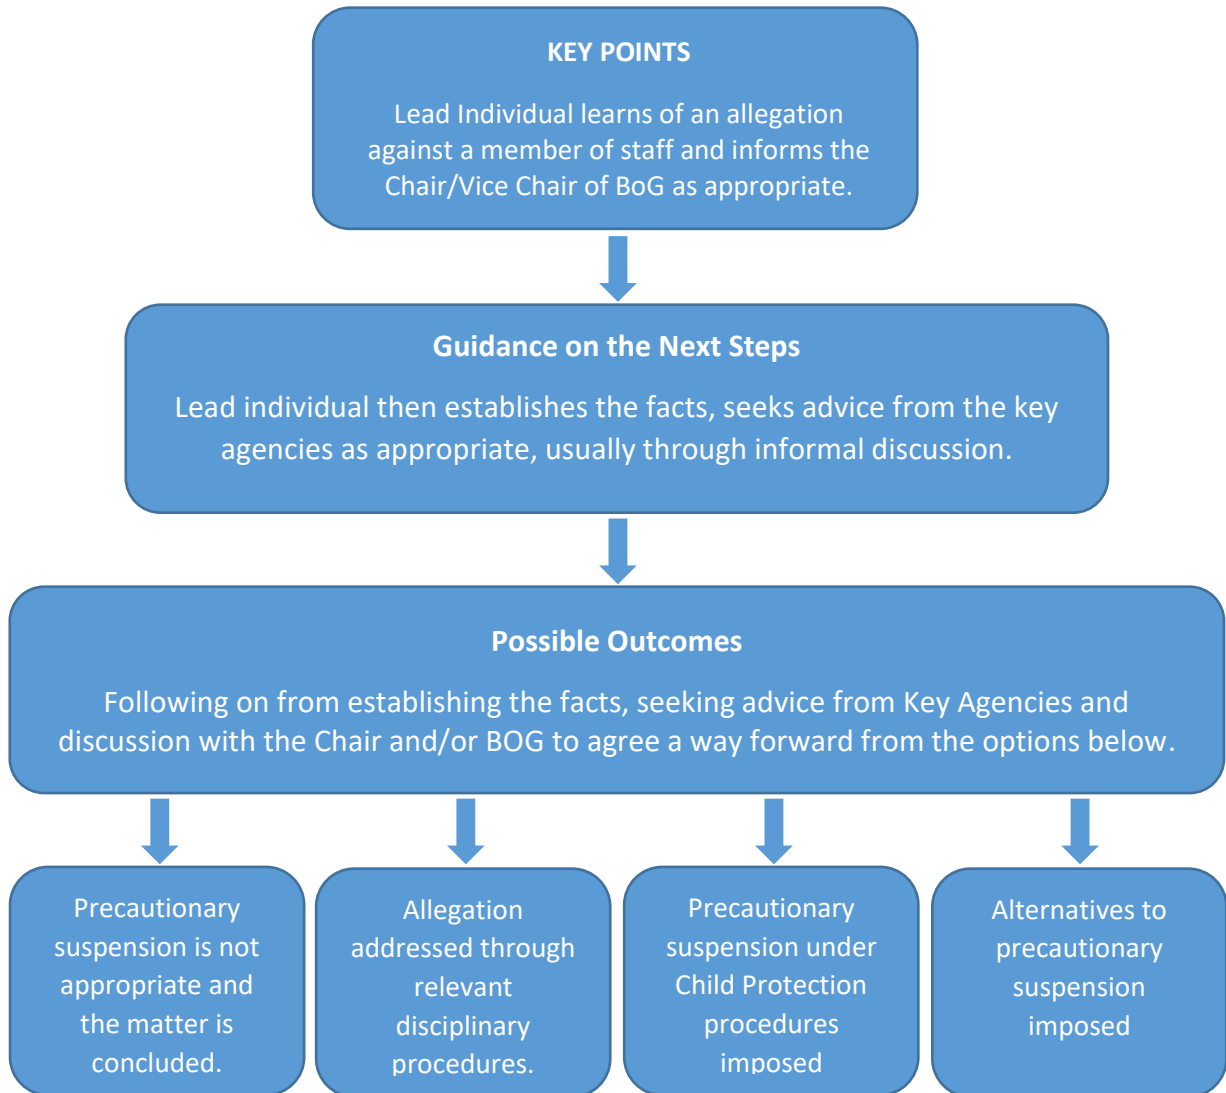 KEY POINTS
Lead Individual learns of an allegation
against a member of staff and informs the
Chair/Vice Chair of BoG as appropriate.
Guidance on the Next Steps
Lead individual then establishes the facts, seeks advice from the key
agencies as appropriate, usually through informal discussion.
Possible Outcomes
Following on from establishing the facts, seeking advice from Key Agencies and
discussion with the Chair and/or BOG to agree a way forward from the options below.
Precautionary
suspension is not
appropriate and
the matter is
concluded.
Allegation
addressed through
relevant
disciplinary
procedures.
Precautionary
suspension under
Child Protection
procedures
imposed
Alternatives to
precautionary
suspension
imposed